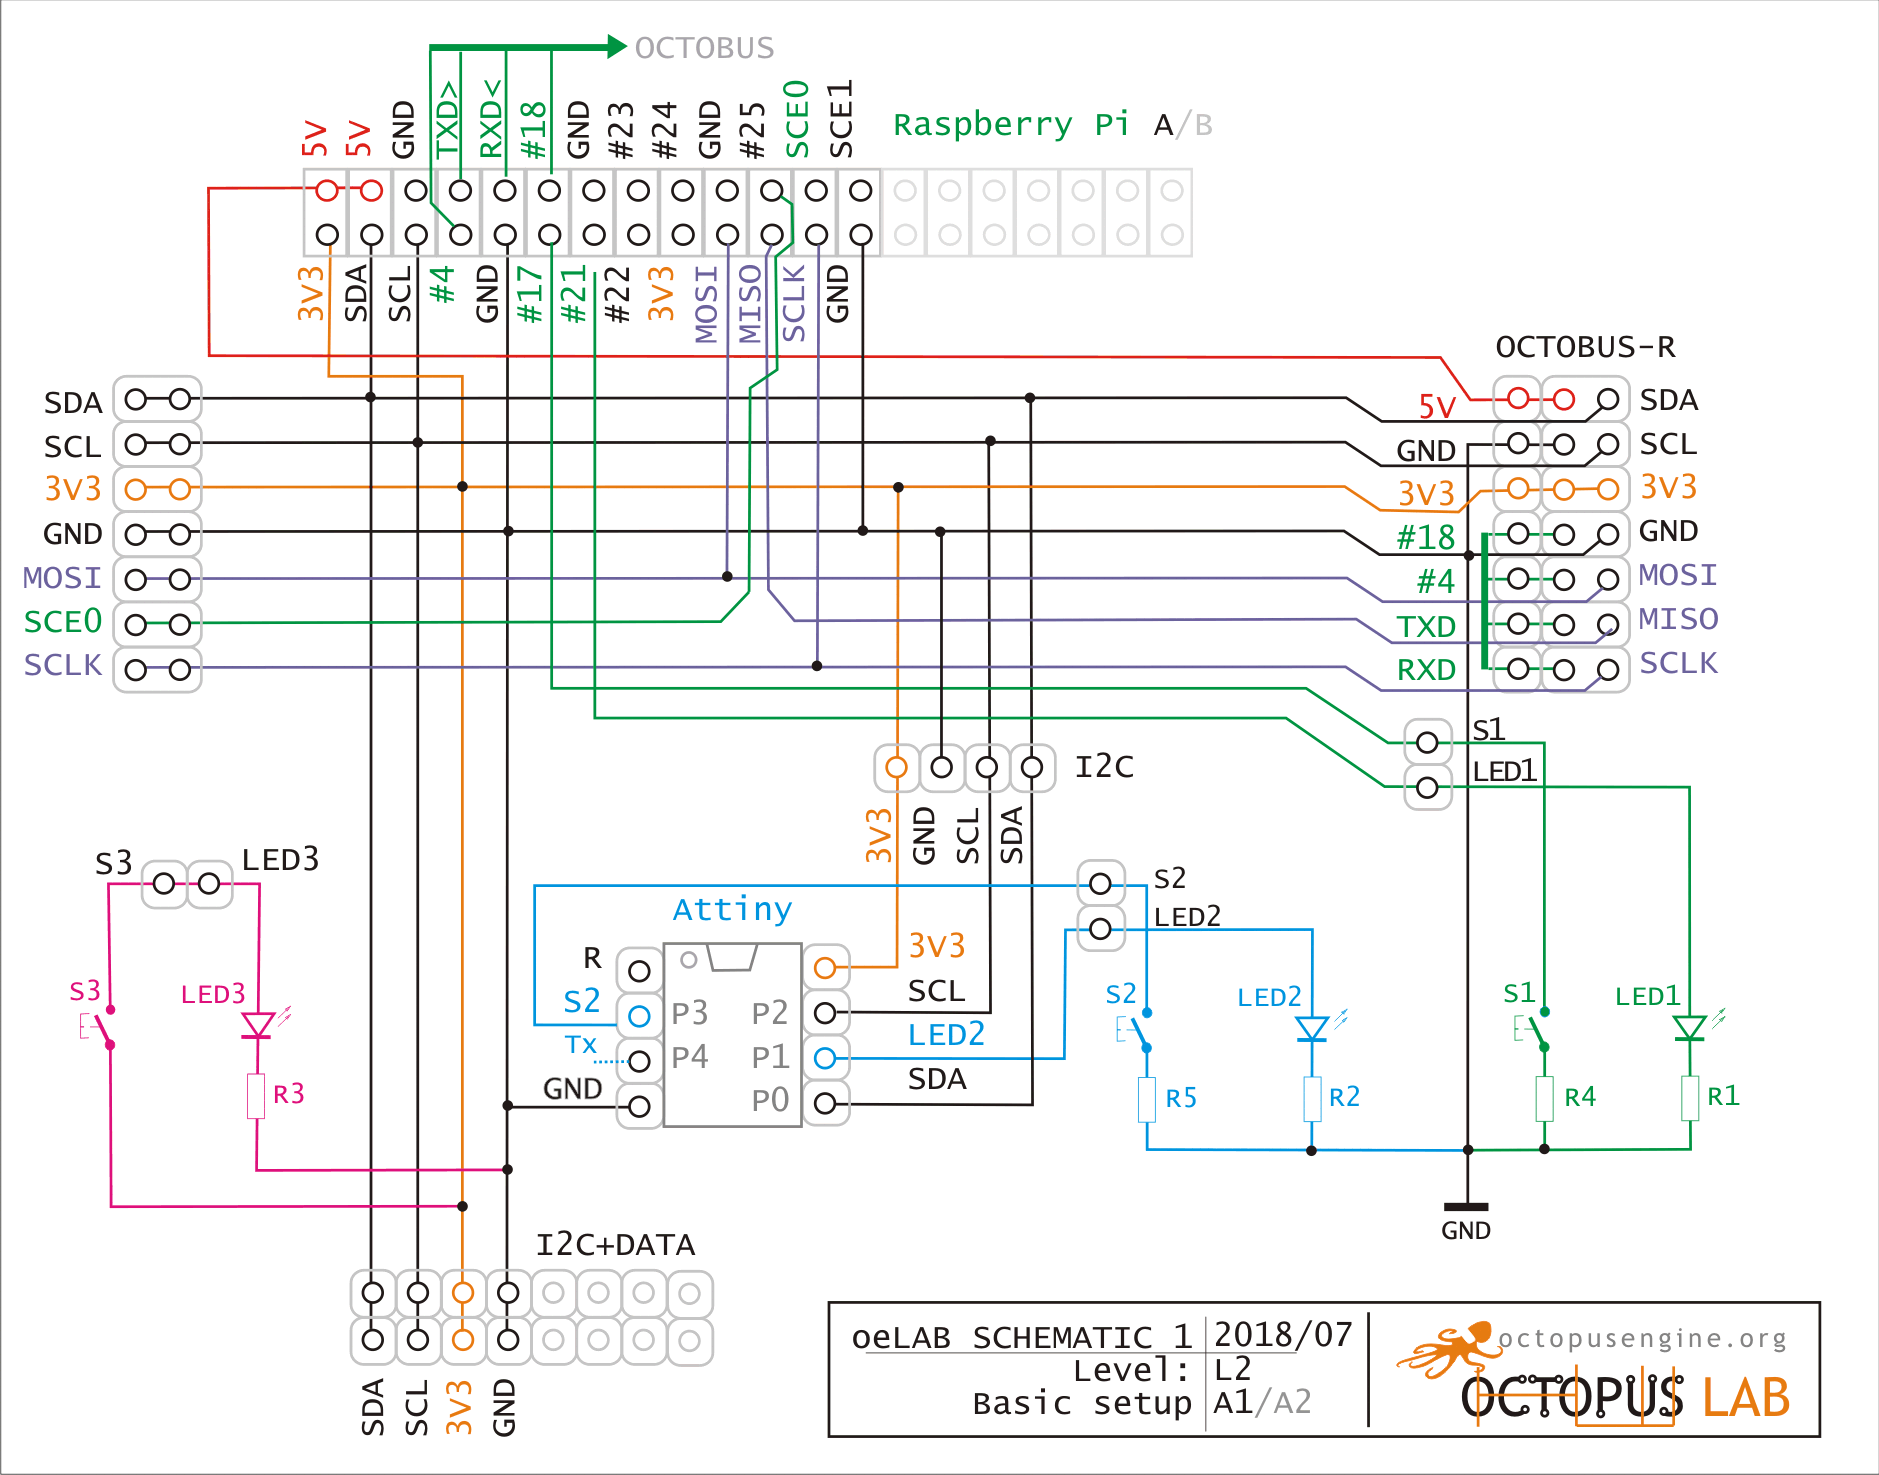 OCTOBUS
5V
5V
GND
TXD>
RXD<
#18
GND
#23
#24
GND
#25
SCE0
SCE1
Raspberry Pi A/B
3V3
SDA
SCL
#4
GND
#17
#21
#22
3V3
MOSI
MISO
SCLK
GND
SDA
SCL
3V3
GND
MOSI
SCE0
SCLK
OCTOBUS-R
5V
GND
3V3
#18
#4
TXD
RXD
SDA
SCL
3V3
GND
MOSI
MISO
SCLK
S1
LED1
I2C
3V3
GND
SCL
SDA
S3
LED3
S3
LED3
R3
Attiny
R
S2
Tx
GND
P3
P4
P2
P1
P0
3V3
SCL
LED2
SDA
S2
LED2
S2
LED2
R5
R2
S1
LED1
R4
R1
GND
I2C+DATA
SDA
SCL
3V3
GND
oeLAB SCHEMATIC 1 2018/07
Level: L2
Basic setup A1/A2
octopusengine.org
OCTOPUS LAB